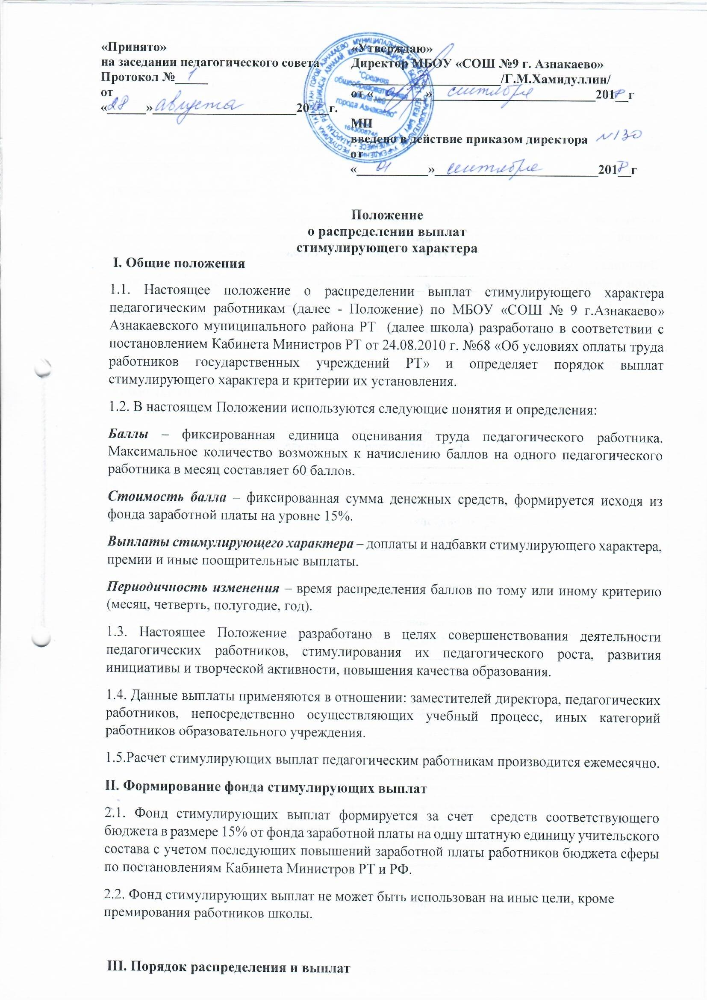 «Принято»
на заседании педагогического совета
Протокол № 1
от
«28» августа 20 г.
«Утверждаю»
Директор МБОУ «СОШ №9 г. Азнакаево»
/Г.М.Хамидуллин/
от « 01 » сентября 2018 г
МП
введено в действие приказом директора №130
от
« 01 » сентября 2018 г
"Средняя
общеобразовательная
школа №9
города Азнакаево"
Положение
о распределении выплат
стимулирующего характера
I. Общие положения
1.1. Настоящее положение о распределении выплат стимулирующего характера
педагогическим работникам (далее - Положение) по МБОУ «СОШ № 9 г.Азнакаево»
Азнакаевского муниципального района РТ (далее школа) разработано в соответствии с
постановлением Кабинета Министров РТ от 24.08.2010 г. №68 «Об условиях оплаты труда
работников государственных учреждений РТ» и определяет порядок выплат
стимулирующего характера и критерии их установления.
1.2. В настоящем Положении используются следующие понятия и определения:
Баллы – фиксированная единица оценивания труда педагогического работника.
Максимальное количество возможных к начислению баллов на одного педагогического
работника в месяц составляет 60 баллов.
Стоимость балла – фиксированная сумма денежных средств, формируется исходя из
фонда заработной платы на уровне 15%.
Выплаты стимулирующего характера – доплаты и надбавки стимулирующего характера,
премии и иные поощрительные выплаты.
Периодичность изменения – время распределения баллов по тому или иному критерию
(месяц, четверть, полугодие, год).
1.3. Настоящее Положение разработано в целях совершенствования деятельности
педагогических работников, стимулирования их педагогического роста, развития
инициативы и творческой активности, повышения качества образования.
1.4. Данные выплаты применяются в отношении: заместителей директора, педагогических
работников, непосредственно осуществляющих учебный процесс, иных категорий
работников образовательного учреждения.
1.5.Расчет стимулирующих выплат педагогическим работникам производится ежемесячно.
II. Формирование фонда стимулирующих выплат
2.1. Фонд стимулирующих выплат формируется за счет средств соответствующего
бюджета в размере 15% от фонда заработной платы на одну штатную единицу учительского
состава с учетом последующих повышений заработной платы работников бюджета сферы
по постановлениям Кабинета Министров РТ и РФ.
2.2. Фонд стимулирующих выплат не может быть использован на иные цели, кроме
премирования работников школы.
III. Порядок распределения и выплат